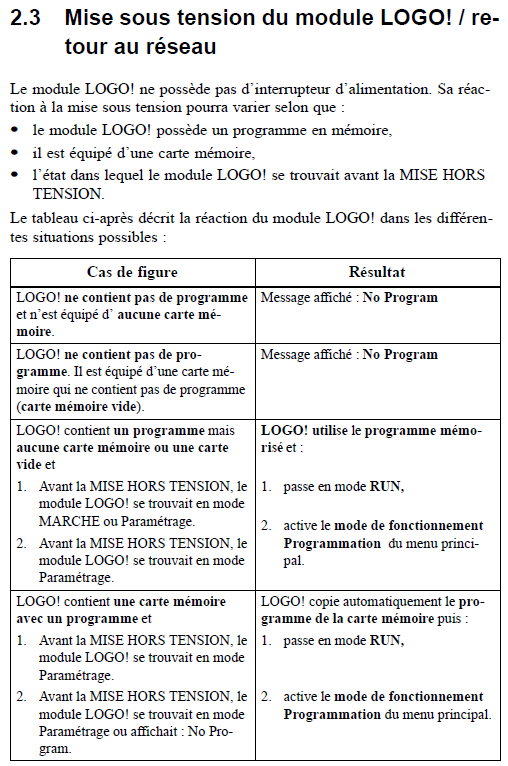 2.3 Mise sous tension du module LOGO! / re-
tour au réseau
Le module LOGO! ne possède pas d'interrupteur d'alimentation. Sa réac-
tion à la mise sous tension pourra varier selon que :
• le module LOGO! possède un programme en mémoire,
• il est équipé d'une carte mémoire,
• l'état dans lequel le module LOGO! se trouvait avant la MISE HORS
TENSION.
Le tableau ci-après décrit la réaction du module LOGO! dans les différen-
tes situations possibles :
Cas de figure
Résultat
LOGO! ne contient pas de programme
et n'est équipé d' aucune carte mé-
moire.
Message affiché : No Program
LOGO! ne contient pas de pro-
gramme. Il est équipé d'une carte mé-
moire qui ne contient pas de programme
(carte mémoire vide).
Message affiché : No Program
LOGO! contient un programme mais
aucune carte mémoire ou une carte
vide et
1. Avant la MISE HORS TENSION, le
module LOGO! se trouvait en mode
MARCHE ou Paramétrage.
2. Avant la MISE HORS TENSION, le
module LOGO! se trouvait en mode
Paramétrage.
LOGO! utilise le programme mémo-
risé et :
1. passe en mode RUN,
2. active le mode de fonctionnement
Programmation du menu princi-
pal.
LOGO! contient une carte mémoire
avec un programme et
1. Avant la MISE HORS TENSION, le
module LOGO! se trouvait en mode
Paramétrage.
2. Avant la MISE HORS TENSION, le
module LOGO! se trouvait en mode
Paramétrage ou affichait : No Pro-
gram.
LOGO! copie automatiquement le pro-
gramme de la carte mémoire puis :
1. passe en mode RUN,
2. active le mode de fonctionnement
Programmation du menu principal.